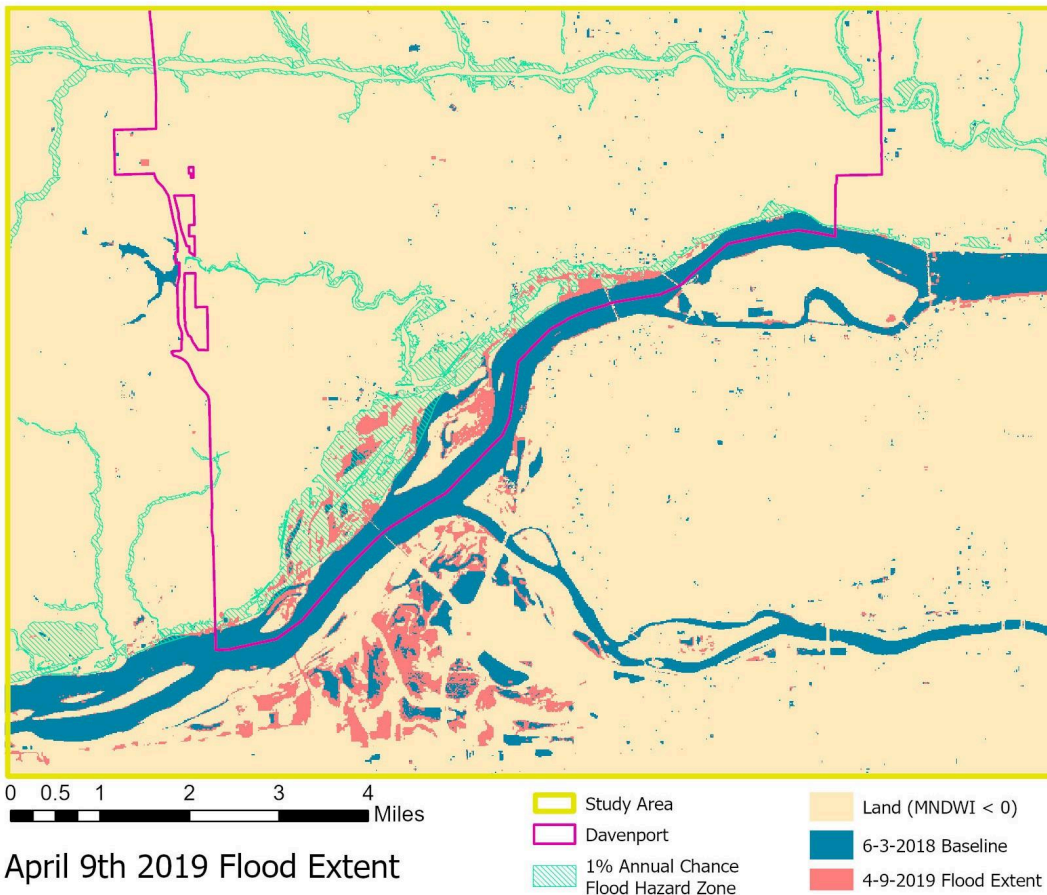 0 0.5 1 2 3 4
Miles
April 9th 2019 Flood Extent
Study Area
Davenport
1% Annual Chance
Flood Hazard Zone
Land (MNDWI < 0)
6-3-2018 Baseline
4-9-2019 Flood Extent